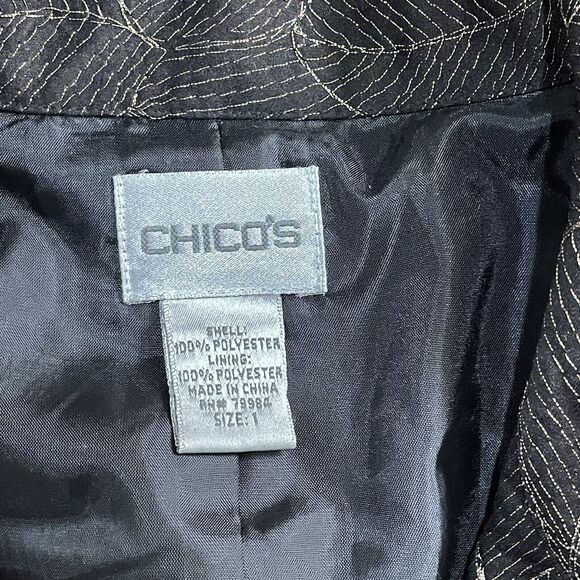 CHICO'S
SHELL:
100% POLYESTER
LINING:
100% POLYESTER
MADE IN CHINA
RN# 79984
SIZE: 1